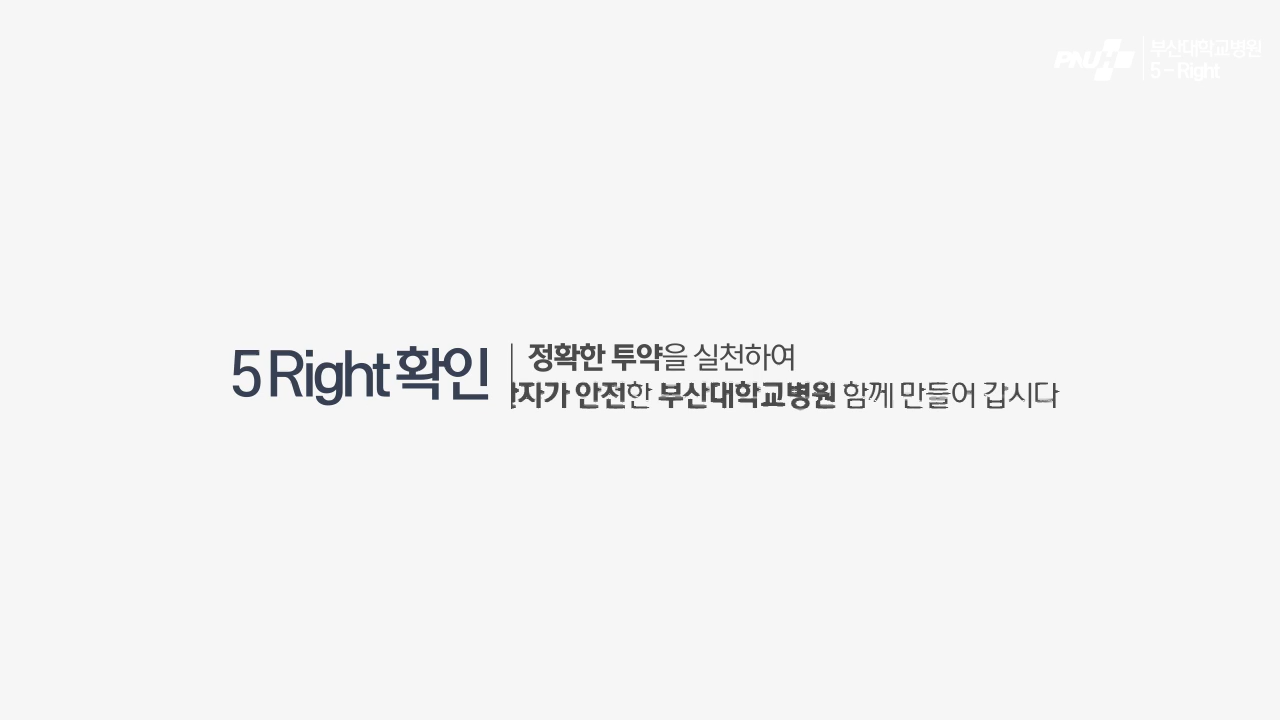 PNUH
부산대학교병원
5 - Right
5 Right 확인
정확한 투약을 실천하여
안전한 부산대학교병원 함께 만들어 갑시다